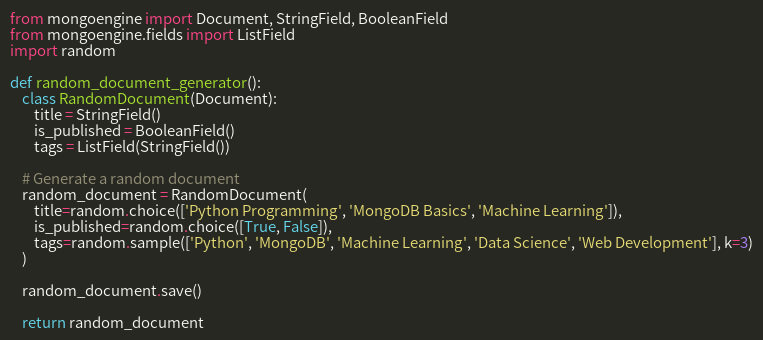 from mongoengine import Document, StringField, BooleanField
from mongoengine.fields import ListField
import random

def random_document_generator():
    class RandomDocument(Document):
        title = StringField()
        is_published = BooleanField()
        tags = ListField(StringField())

    # Generate a random document
    random_document = RandomDocument(
        title=random.choice(['Python Programming', 'MongoDB Basics', 'Machine Learning']),
        is_published=random.choice([True, False]),
        tags=random.sample(['Python', 'MongoDB', 'Machine Learning', 'Data Science', 'Web Development'], k=3)
    )

    random_document.save()

    return random_document